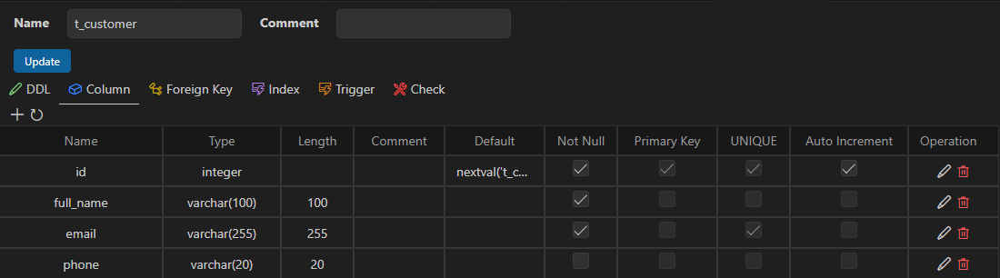 Name t_customer Comment
Update
DDL Column Foreign Key Index Trigger Check
Name Type Length Comment Default Not Null Primary Key UNIQUE Auto Increment Operation
id integer nextval('t_c...
full_name varchar(100) 100
email varchar(255) 255
phone varchar(20) 20